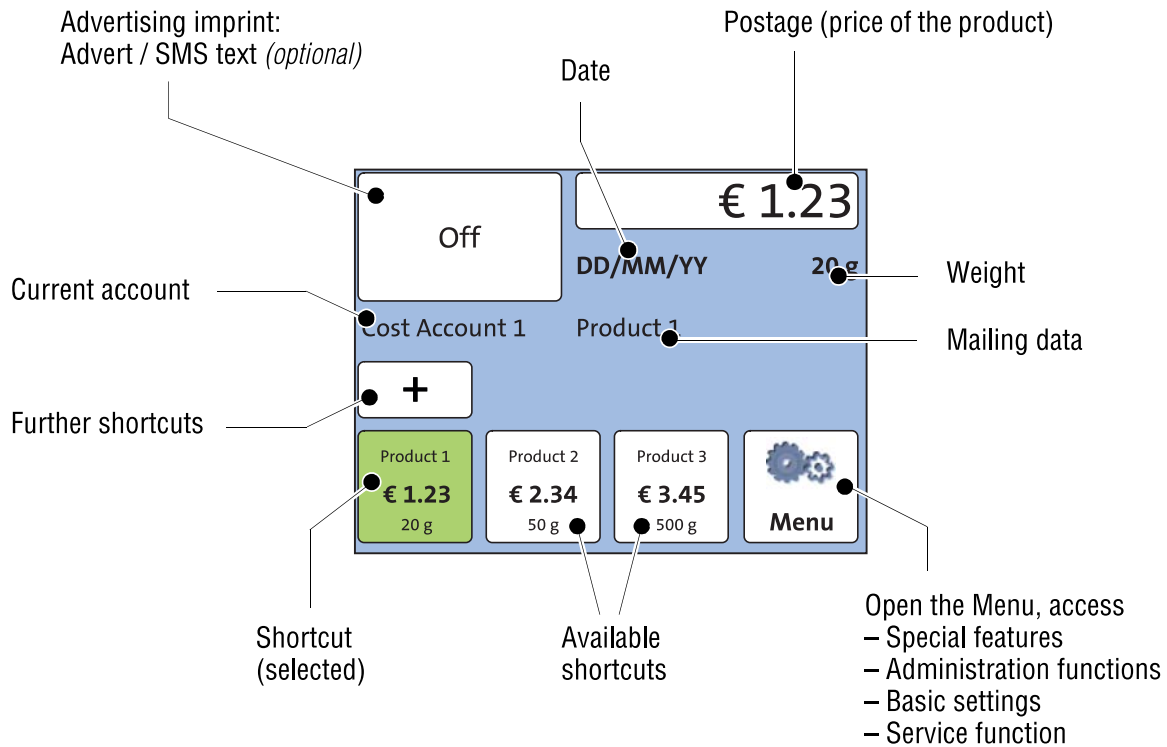 Advertising imprint:
Advert / SMS text (optional)
Postage (price of the product)
Date
Off
€ 1.23
DD/MM/YY
20 g
Weight
Current account
Cost Account 1
Product 1
Mailing data
+
Further shortcuts
Product 1
€ 1.23
20 g
Product 2
€ 2.34
50 g
Product 3
€ 3.45
500 g
Menu
Shortcut
(selected)
Available
shortcuts
Open the Menu, access
– Special features
– Administration functions
– Basic settings
– Service function